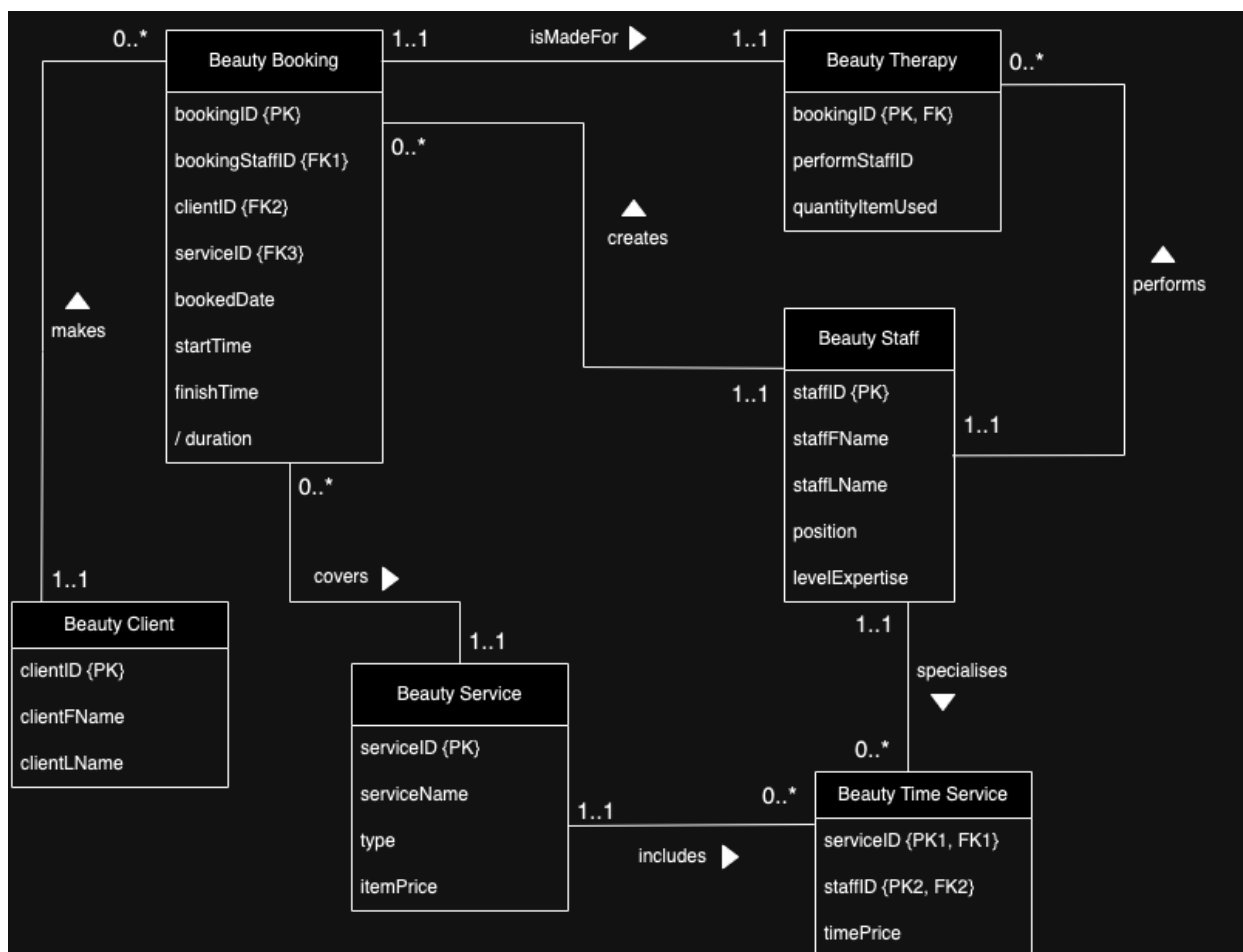 0..*
Beauty Booking
bookingID {PK}
bookingStaffID {FK1}
clientID {FK2}
serviceID {FK3}
bookedDate
startTime
finishTime
/ duration
1..1
isMadeFor
1..1
Beauty Therapy
bookingID {PK, FK}
performStaffID
quantityItemUsed
0..*
0..*
creates
performs
makes
Beauty Staff
staffID {PK}
staffFName
staffLName
position
levelExpertise
1..1
1..1
0..*
covers
1..1
1..1
Beauty Client
clientID {PK}
clientFName
clientLName
1..1
specialises
0..*
Beauty Service
serviceID {PK}
serviceName
type
itemPrice
1..1
includes
0..*
Beauty Time Service
serviceID {PK1, FK1}
staffID {PK2, FK2}
timePrice